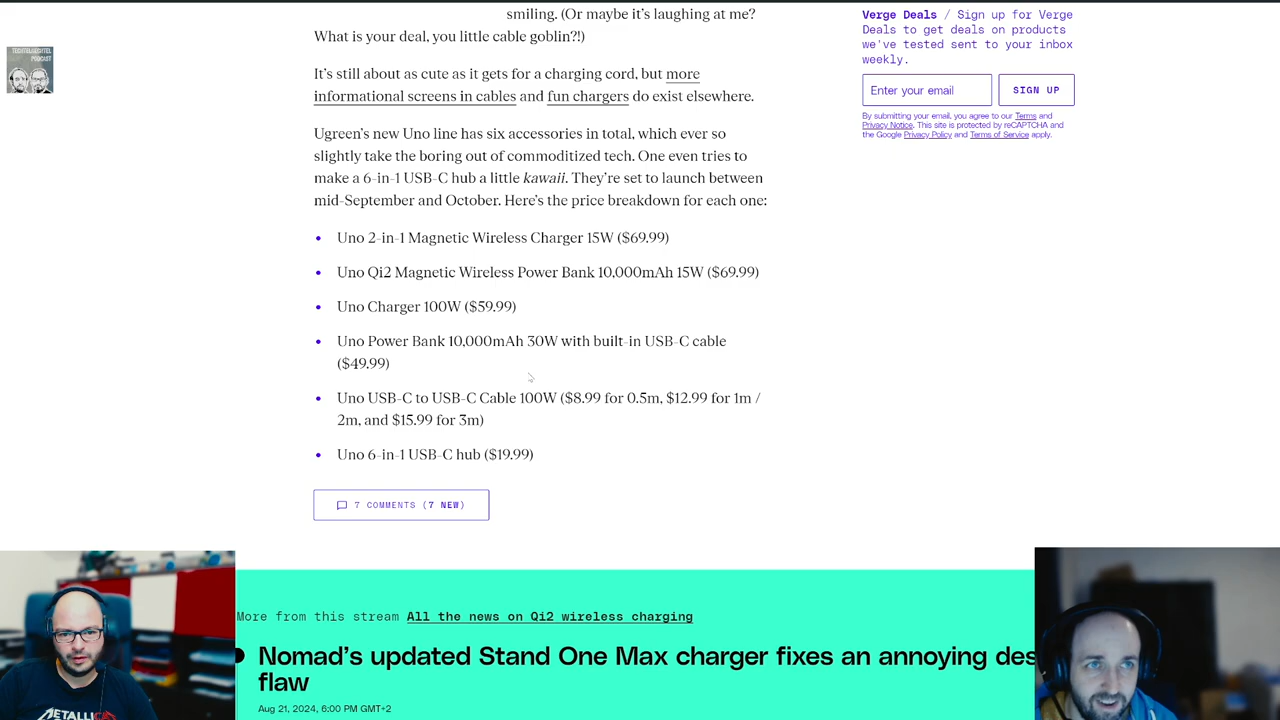 smiling. (Or maybe it's laughing at me?
What is your deal, you little cable goblin?!)
It's still about as cute as it gets for a charging cord, but more
informational screens in cables and fun chargers do exist elsewhere.
Ugreen's new Uno line has six accessories in total, which ever so
slightly take the boring out of commoditized tech. One even tries to
make a 6-in-1 USB-C hub a little kawaii. They're set to launch between
mid-September and October. Here's the price breakdown for each one:
Uno 2-in-1 Magnetic Wireless Charger 15W ($69.99)
Uno Qi2 Magnetic Wireless Power Bank 10,000mAh 15W ($69.99)
Uno Charger 100W ($59.99)
Uno Power Bank 10,000mAh 30W with built-in USB-C cable
($49.99)
Uno USB-C to USB-C Cable 100W ($8.99 for 0.5m, $12.99 for 1m /
2m, and $15.99 for 3m)
Uno 6-in-1 USB-C hub ($19.99)
7 COMMENTS (7 NEW)
More from this stream All the news on Qi2 wireless charging
Nomad's updated Stand One Max charger fixes an annoying des
flaw
Aug 21, 2024, 6:00 PM GMT+2
Verge Deals / Sign up for Verge
Deals to get deals on products
we've tested sent to your inbox
weekly.
Enter your email
SIGN UP
By submitting your email, you agree to our Terms and
Privacy Notice. This site is protected by reCAPTCHA and
the Google Privacy Policy and Terms of Service apply.
PODCAST
METALLIC